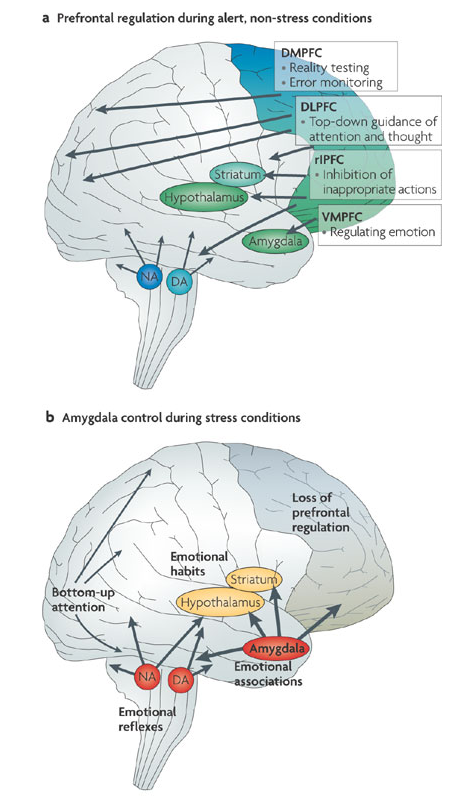 a Prefrontal regulation during alert, non-stress conditions
DMPFC
• Reality testing
• Error monitoring
DLPFC
• Top-down guidance of
attention and thought
rIPFC
• Inhibition of
inappropriate actions
VMPFC
• Regulating emotion
Striatum
Hypothalamus
Amygdala
NA
DA
b Amygdala control during stress conditions
Loss of
prefrontal
regulation
Emotional
habits
Striatum
Hypothalamus
Bottom-up
attention
Amygdala
Emotional
associations
NA
DA
Emotional
reflexes